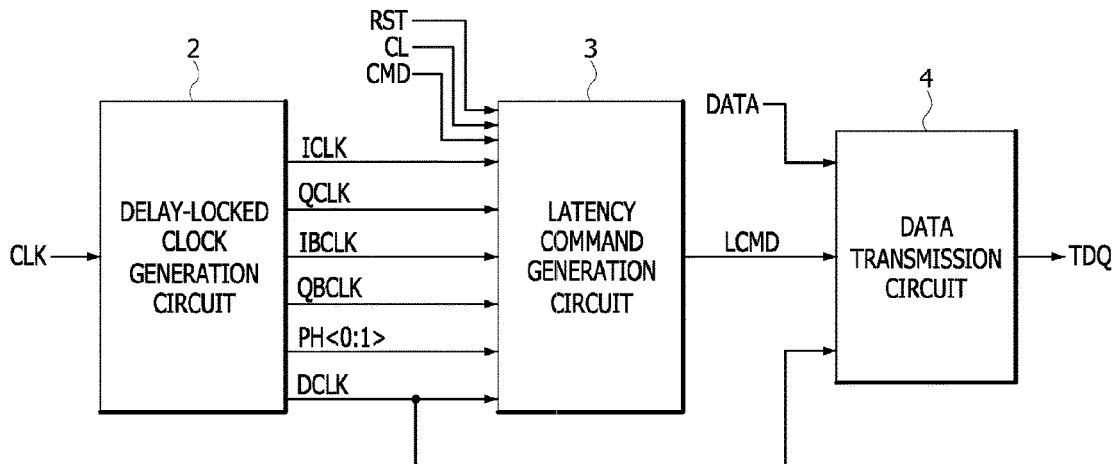 RST
CL
CMD
2
3
4
CLK
DELAY-LOCKED
CLOCK
GENERATION
CIRCUIT
ICLK
QCLK
IBCLK
QBCLK
PH<0:1>
DCLK
LATENCY
COMMAND
GENERATION
CIRCUIT
LCMD
DATA
DATA
TRANSMISSION
CIRCUIT
TDQ